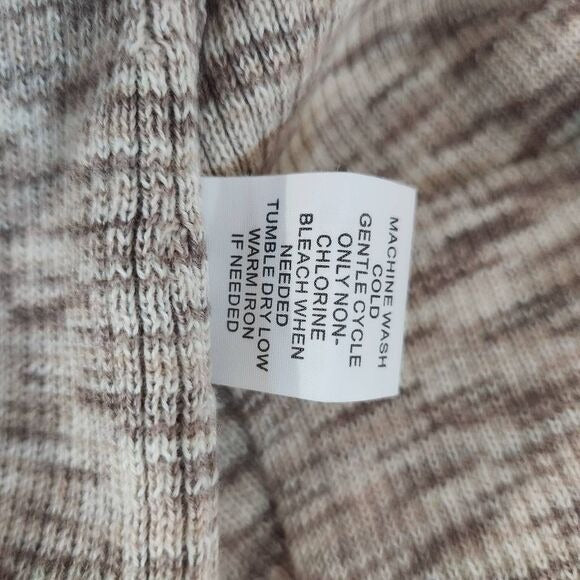 MACHINE WASH
COLD
GENTLE CYCLE
ONLY NON-
CHLORINE
BLEACH WHEN
NEEDED
TUMBLE DRY LOW
WARM IRON
IF NEEDED